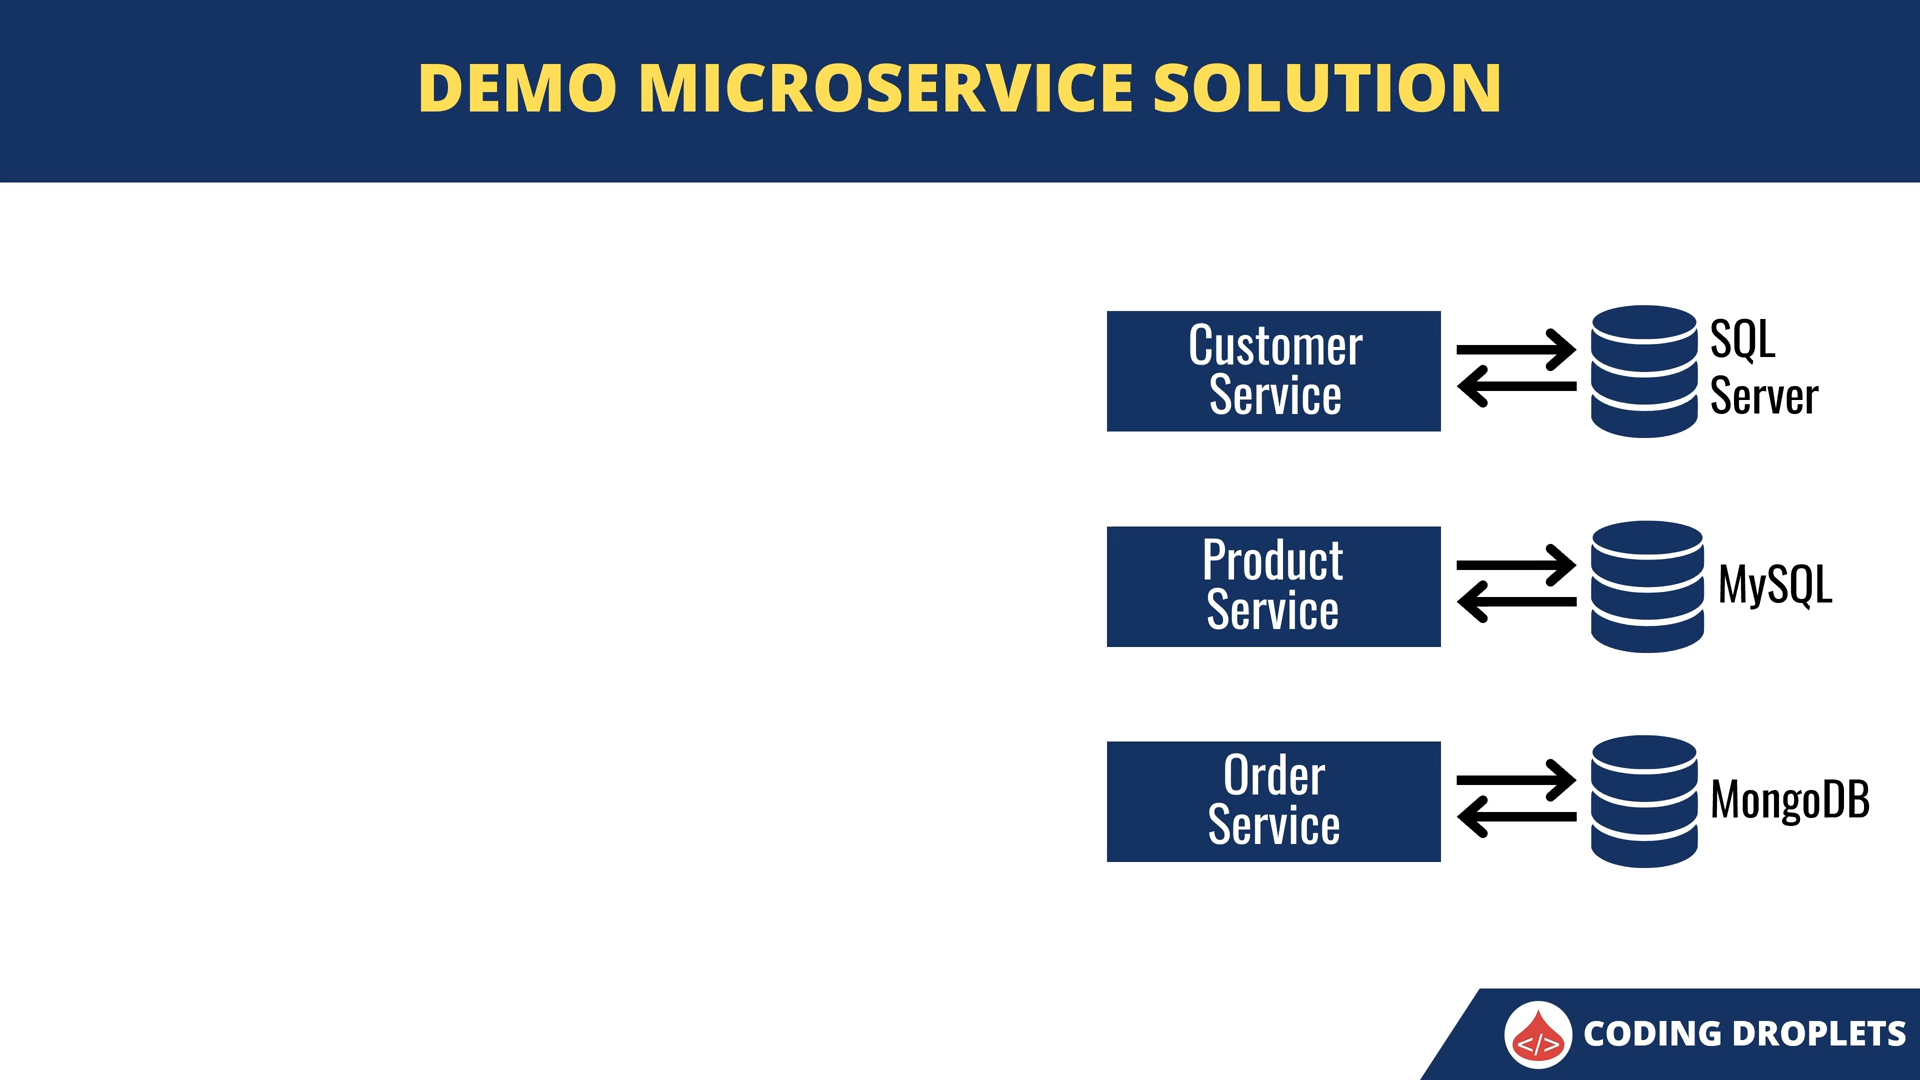 DEMO MICROSERVICE SOLUTION
Customer
Service
SQL
Server
Product
Service
MySQL
Order
Service
MongoDB
</>
CODING DROPLETS